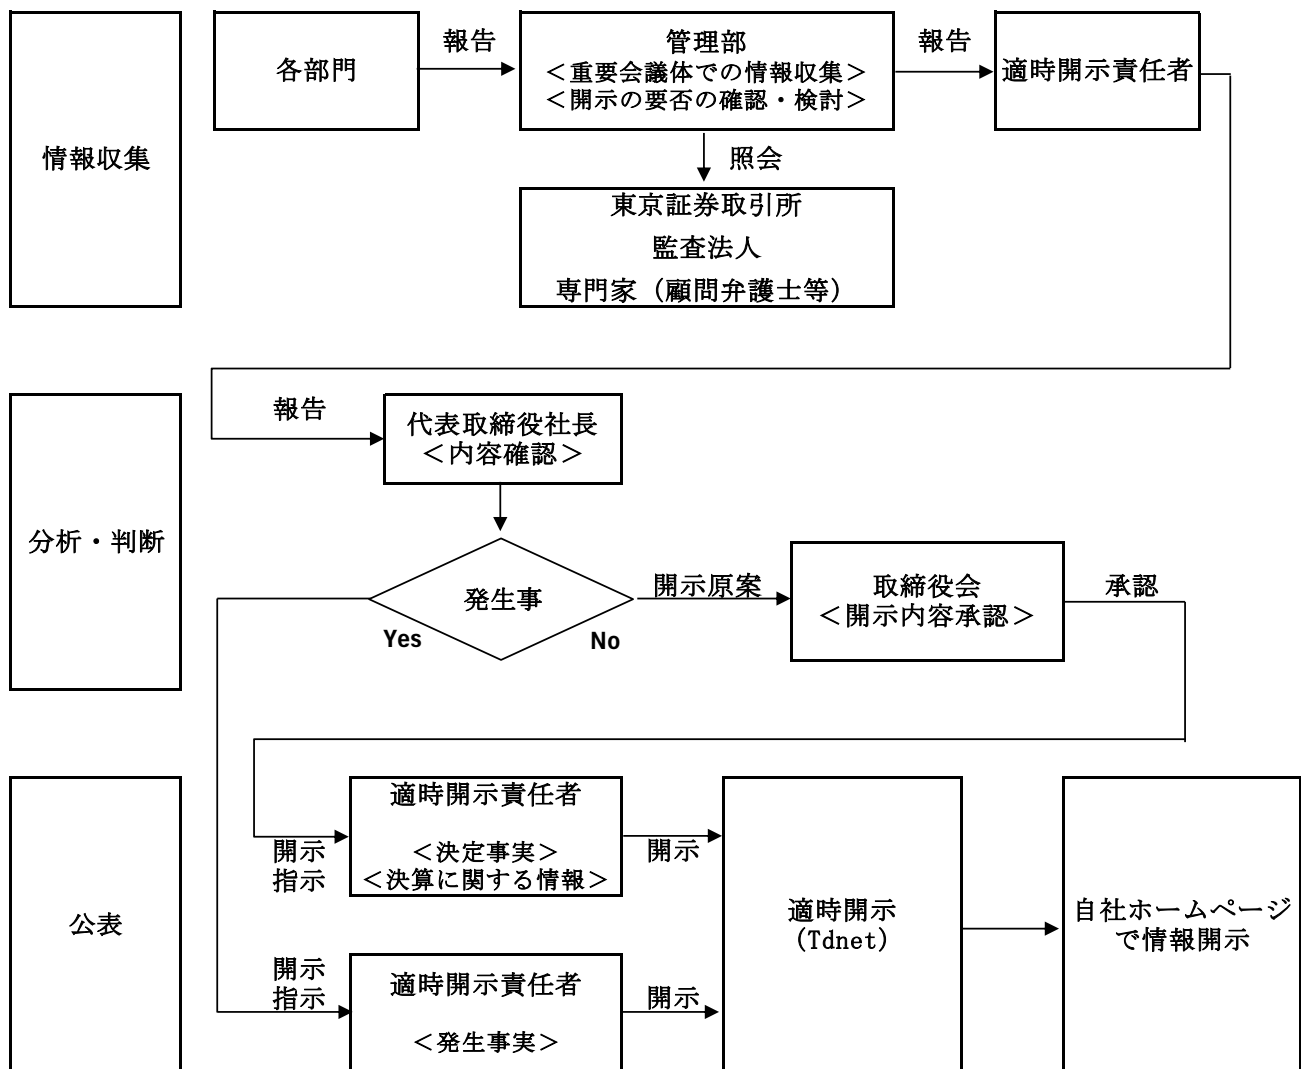 情報収集
各部門
報告
管理部
＜重要会議体での情報収集＞
＜開示の要否の確認・検討＞
報告
適時開示責任者
照会
東京証券取引所
監査法人
専門家（顧問弁護士等）
分析・判断
報告
代表取締役社長
＜内容確認＞
発生事
Yes
No
開示原案
取締役会
＜開示内容承認＞
承認
公表
開示
指示
適時開示責任者
＜決定事実＞
＜決算に関する情報＞
開示
開示
指示
適時開示責任者
＜発生事実＞
開示
適時開示
（Tdnet）
自社ホームページ
で情報開示